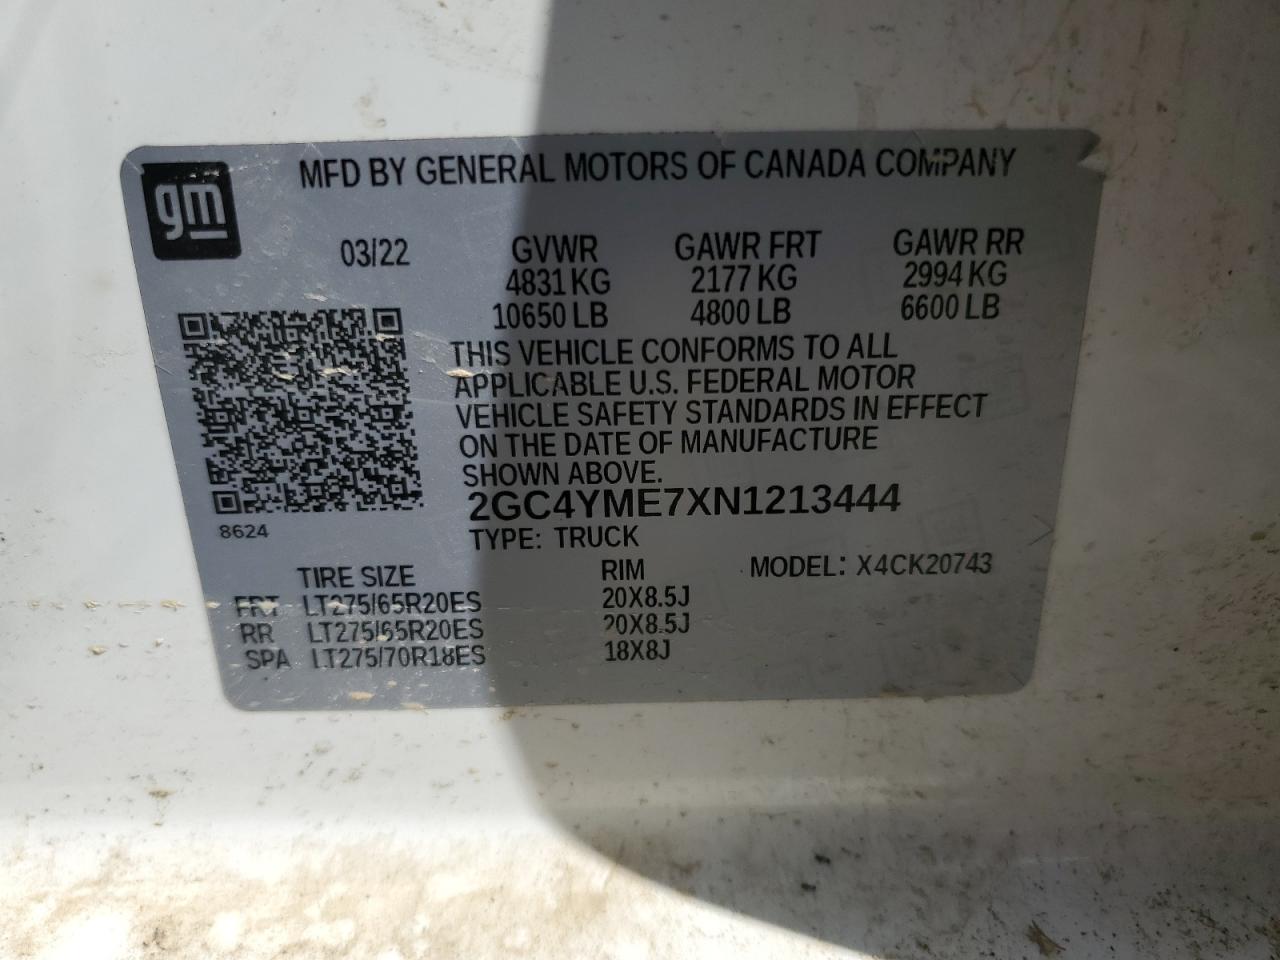 gm
MFD BY GENERAL MOTORS OF CANADA COMPANY
03/22 GVWR GAWR FRT GAWR RR
4831 KG 2177 KG 2994 KG
10650 LB 4800 LB 6600 LB
THIS VEHICLE CONFORMS TO ALL
APPLICABLE U.S. FEDERAL MOTOR
VEHICLE SAFETY STANDARDS IN EFFECT
ON THE DATE OF MANUFACTURE
SHOWN ABOVE.
2GC4YME7XN1213444
8624
TYPE: TRUCK
TIRE SIZE RIM MODEL: X4CK20743
FRT LT275/65R20ES 20X8.5J
RR LT275/65R20ES 20X8.5J
SPA LT275/70R18ES 18X8J